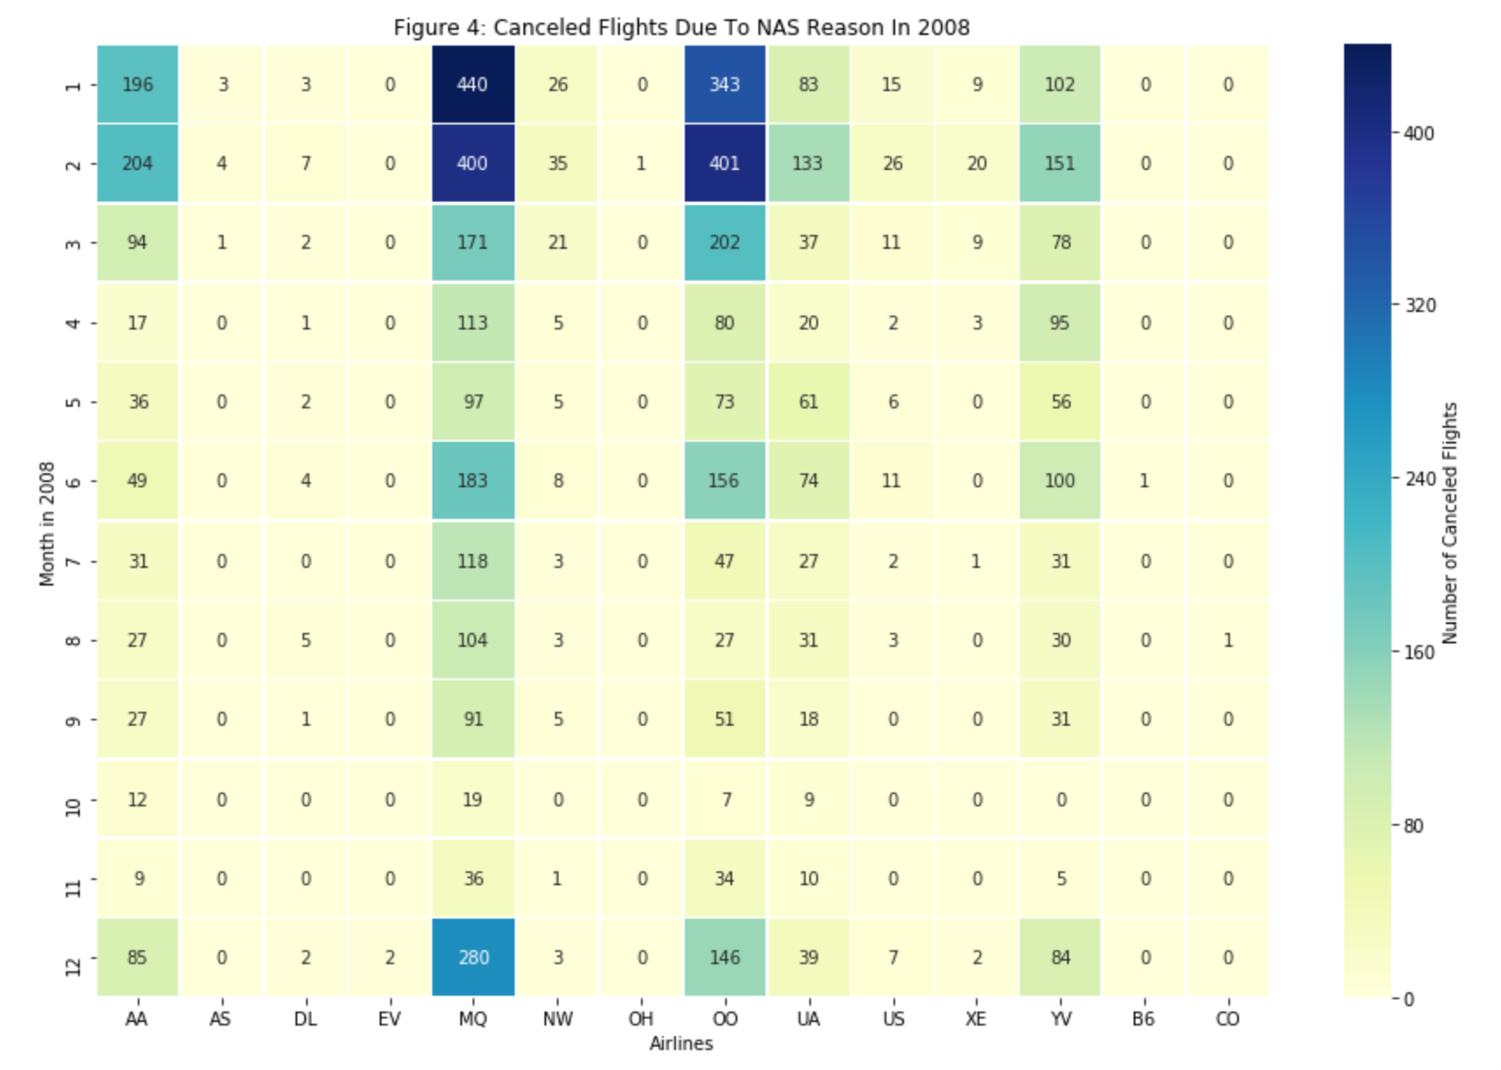 Figure 4: Canceled Flights Due To NAS Reason In 2008
1 196 3 3 0 440 26 0 343 83 15 9 102 0 0
2 204 4 7 0 400 35 1 401 133 26 20 151 0 0
3 94 1 2 0 171 21 0 202 37 11 9 78 0 0
4 17 0 1 0 113 5 0 80 20 2 3 95 0 0
5 36 0 2 0 97 5 0 73 61 6 0 56 0 0
6 49 0 4 0 183 8 0 156 74 11 0 100 1 0
7 31 0 0 0 118 3 0 47 27 2 1 31 0 0
8 27 0 5 0 104 3 0 27 31 3 0 30 0 1
9 27 0 1 0 91 5 0 51 18 0 0 31 0 0
10 12 0 0 0 19 0 0 7 9 0 0 0 0 0
11 9 0 0 0 36 1 0 34 10 0 0 5 0 0
12 85 0 2 2 280 3 0 146 39 7 2 84 0 0
AA AS DL EV MQ NW OH OO UA US XE YV B6 CO
Airlines
Month in 2008
400
320
240
160
80
0
Number of Canceled Flights